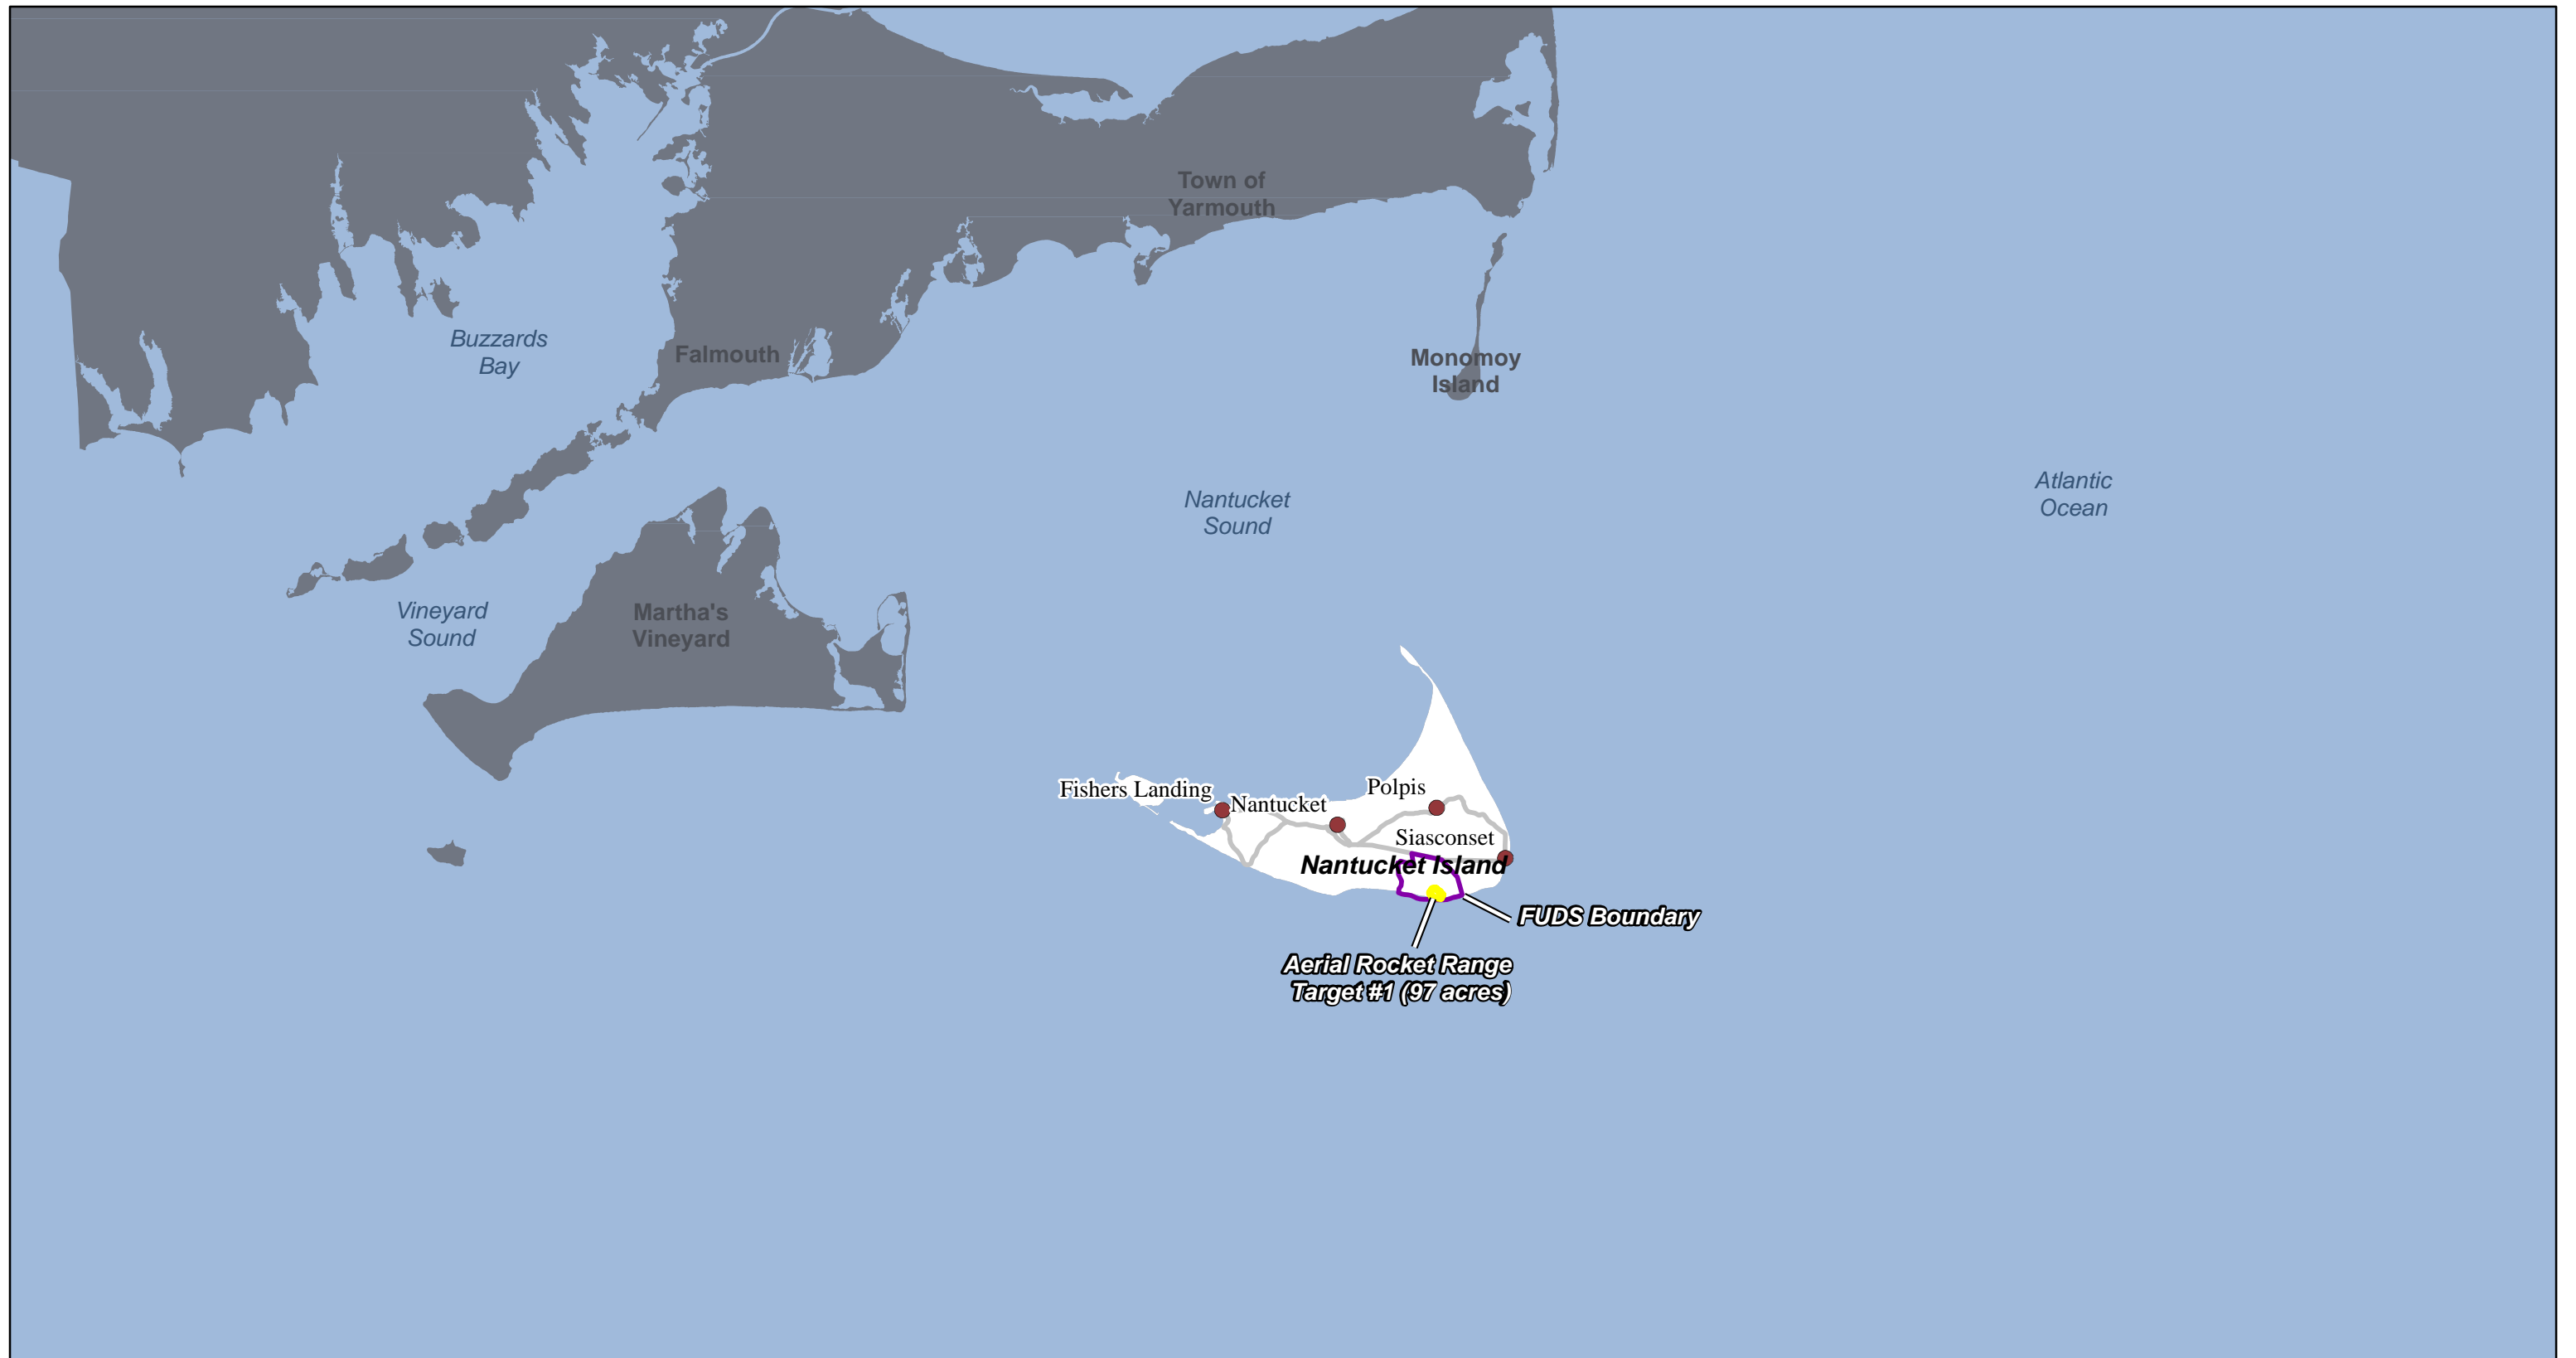 Town of
Yarmouth
Buzzards
Bay
Falmouth
Monomoy
Island
Nantucket
Sound
Atlantic
Ocean
Vineyard
Sound
Martha's
Vineyard
Fishers Landing
Nantucket
Polpis
Siasconset
Nantucket Island
FUDS Boundary
Aerial Rocket Range
Target #1 (97 acres)